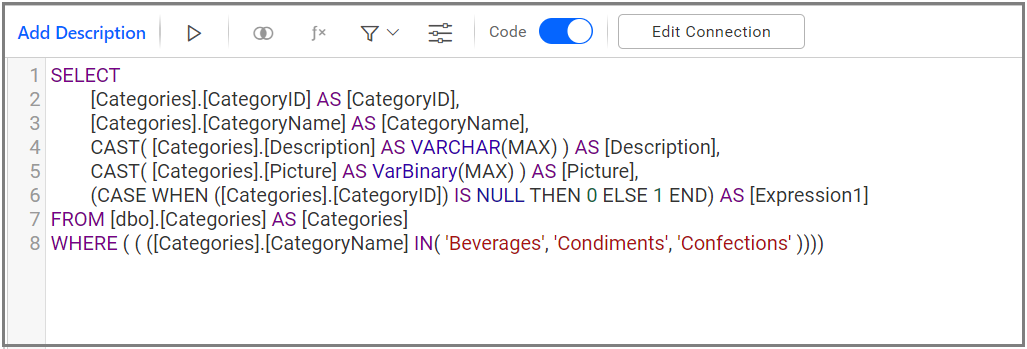 Add Description fx Code Edit Connection
1 SELECT
2 [Categories].[CategoryID] AS [CategoryID],
3 [Categories].[CategoryName] AS [CategoryName],
4 CAST( [Categories].[Description] AS VARCHAR(MAX) ) AS [Description],
5 CAST( [Categories].[Picture] AS VarBinary(MAX) ) AS [Picture],
6 (CASE WHEN ([Categories].[CategoryID]) IS NULL THEN 0 ELSE 1 END) AS [Expression1]
7 FROM [dbo].[Categories] AS [Categories]
8 WHERE ( ( ([Categories].[CategoryName] IN( 'Beverages', 'Condiments', 'Confections' ))))